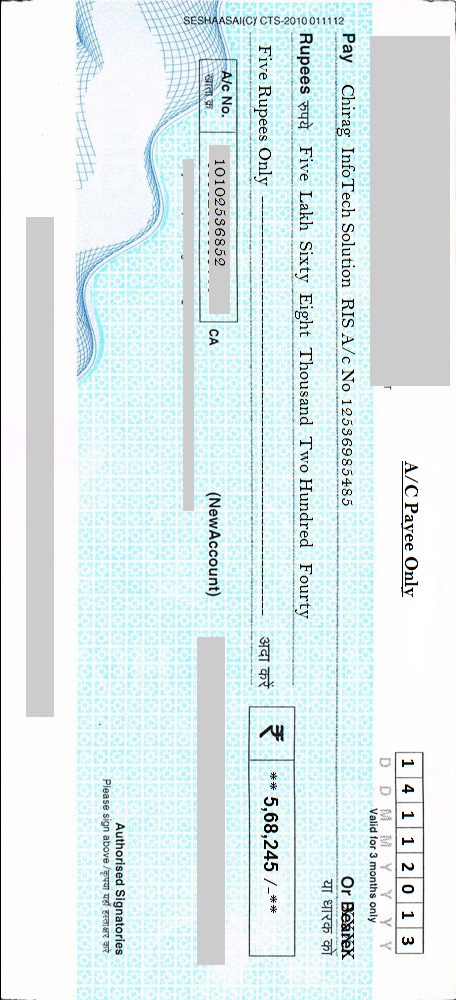 A/C Payee Only
1 4 1 1 2 0 1 3
D D M M Y Y Y Y
Valid for 3 months only
Pay Chirag InfoTech Solution RIS A/c No 12536985485 Or Bearer
या धारक को
Rupees रुपये Five Lakh Sixty Eight Thousand Two Hundred Fourty
Five Rupees Only अदा करें
₹ ** 5,68,245 /-**
A/c No.
खाता क्र.
10102536852
CA
(NewAccount)
Authorised Signatories
Please sign above /कृपया यहाँ हस्ताक्षर करें
SESHAASAI(C) CTS-2010 011112